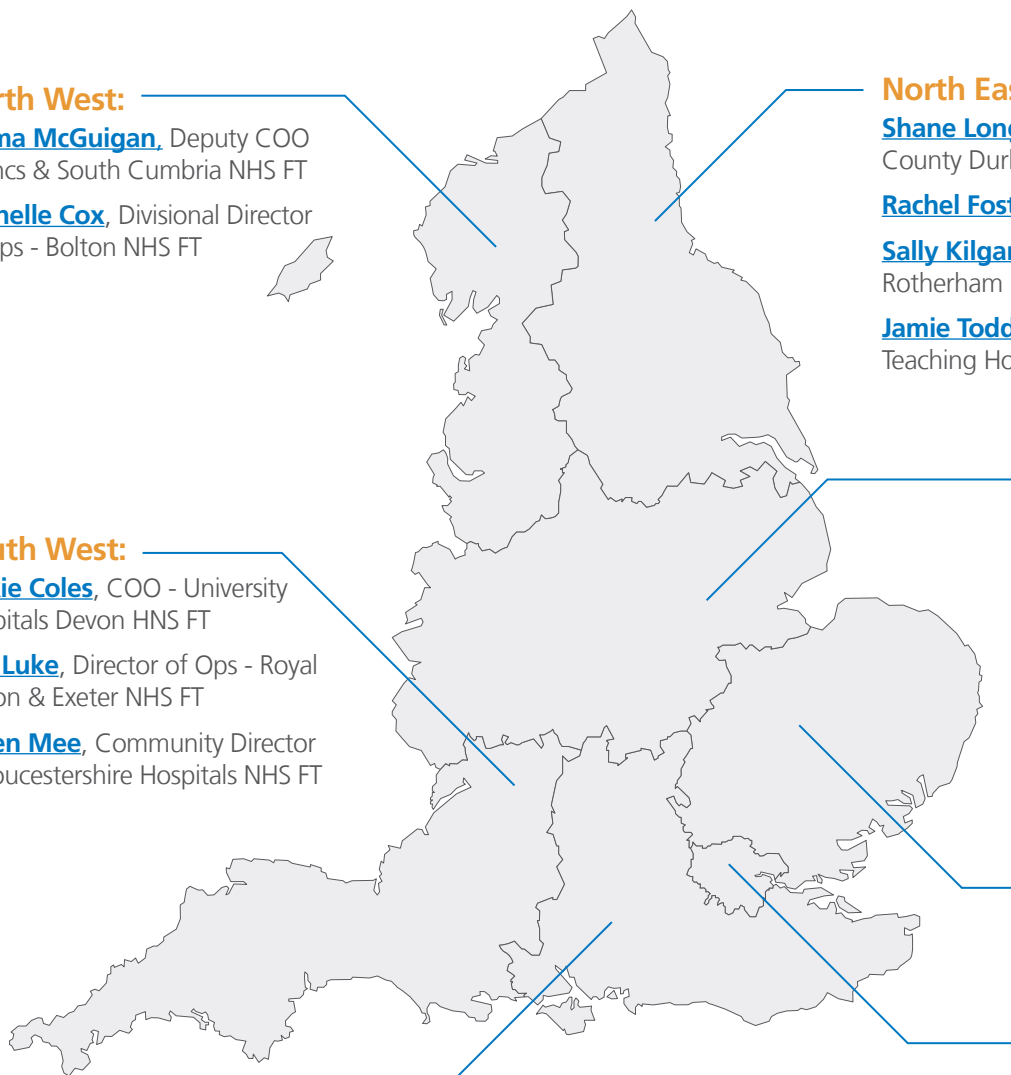 rth West:
ma McGuigan, Deputy COO
ncs & South Cumbria NHS FT
helle Cox, Divisional Director
ps - Bolton NHS FT
North Eas
Shane Long
County Dur
Rachel Fost
Sally Kilgar
Rotherham
Jamie Todd
Teaching Ho
uth West:
ie Coles, COO - University
pitals Devon HNS FT
Luke, Director of Ops - Royal
on & Exeter NHS FT
en Mee, Community Director
oucestershire Hospitals NHS FT